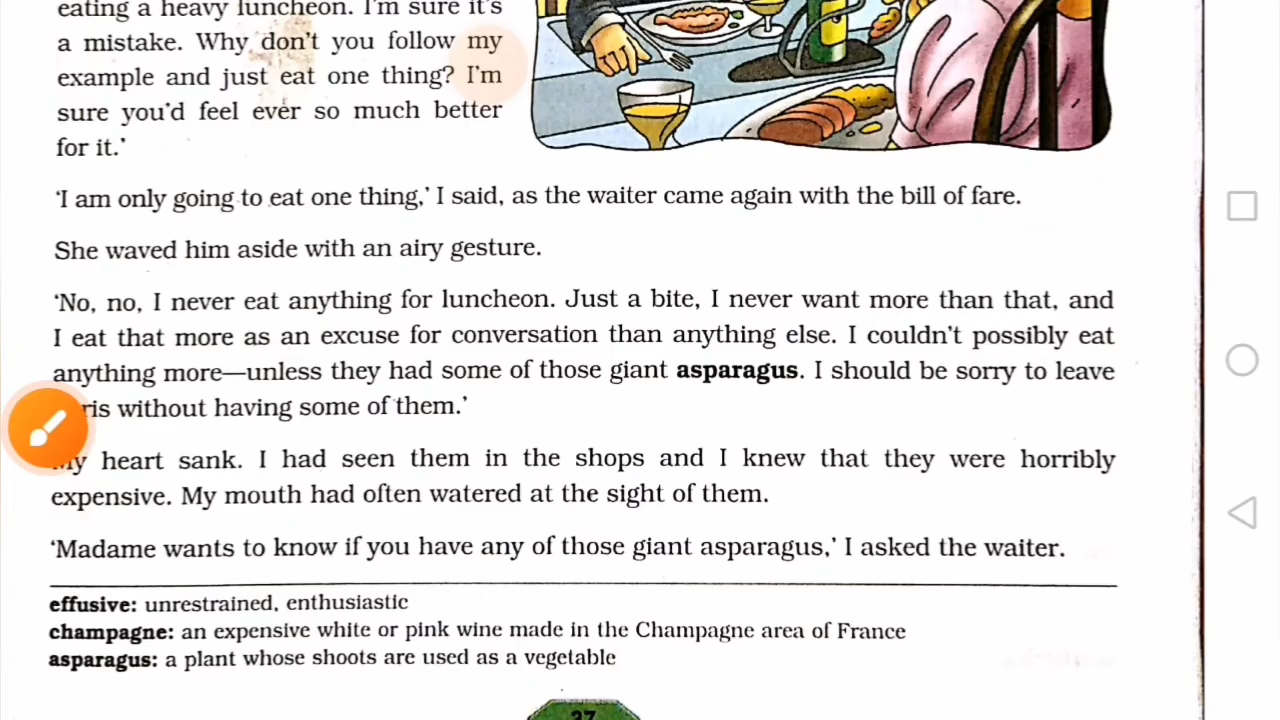 eating a heavy luncheon. I'm sure it's
a mistake. Why don't you follow my
example and just eat one thing? I'm
sure you'd feel ever so much better
for it.'
'I am only going to eat one thing,' I said, as the waiter came again with the bill of fare.
She waved him aside with an airy gesture.
'No, no, I never eat anything for luncheon. Just a bite, I never want more than that, and
I eat that more as an excuse for conversation than anything else. I couldn't possibly eat
anything more—unless they had some of those giant asparagus. I should be sorry to leave
ris without having some of them.'
My heart sank. I had seen them in the shops and I knew that they were horribly
expensive. My mouth had often watered at the sight of them.
'Madame wants to know if you have any of those giant asparagus,' I asked the waiter.
effusive: unrestrained, enthusiastic
champagne: an expensive white or pink wine made in the Champagne area of France
asparagus: a plant whose shoots are used as a vegetable
37